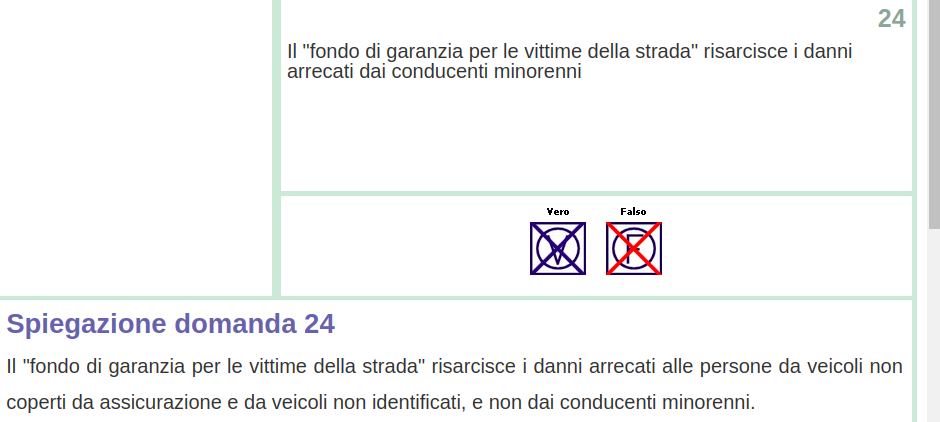 24
Il "fondo di garanzia per le vittime della strada" risarcisce i danni
arrecati dai conducenti minorenni
Vero Falso
V F
Spiegazione domanda 24
Il "fondo di garanzia per le vittime della strada" risarcisce i danni arrecati alle persone da veicoli non
coperti da assicurazione e da veicoli non identificati, e non dai conducenti minorenni.